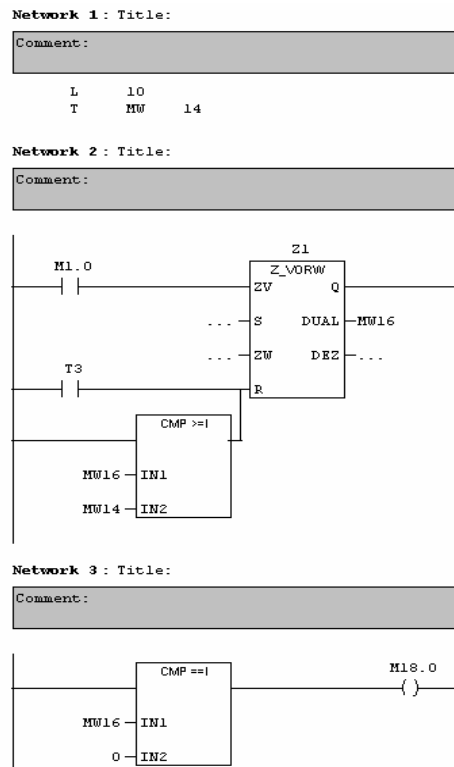 Network 1 : Title:
Comment:
L 10
T MW 14
Network 2 : Title:
Comment:
Z1
M1.0 Z_VORW
ZV Q
... S DUAL MW16
... ZW DEZ ...
T3
R
CMP >=I
MW16 IN1
MW14 IN2
Network 3 : Title:
Comment:
CMP ==I M18.0
( )
MW16 IN1
0 IN2